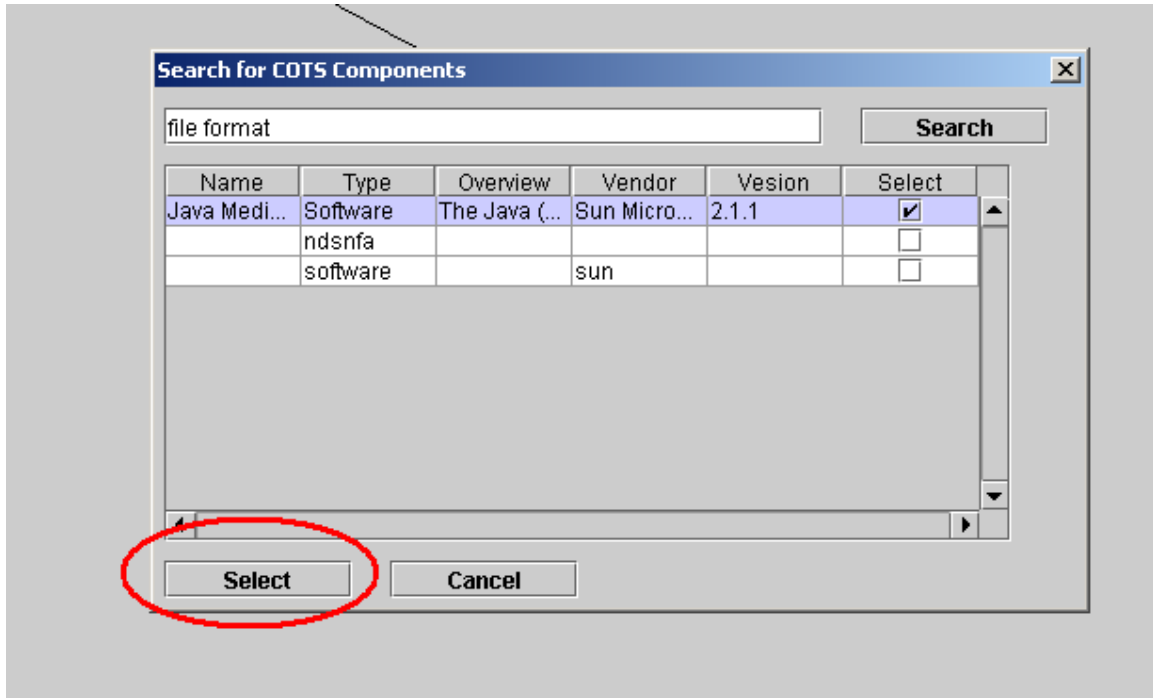 Search for COTS Components
file format Search
Name Type Overview Vendor Vesion Select
Java Medi... Software The Java (... Sun Micro... 2.1.1
ndsnfa
software sun
Select Cancel